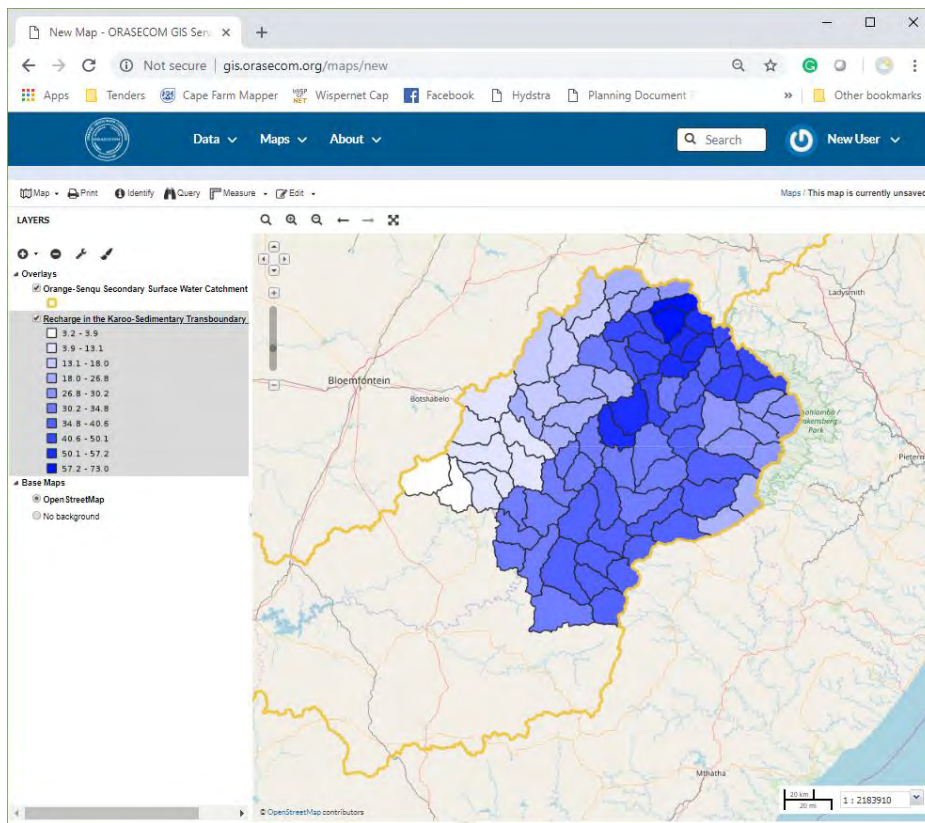 New Map - ORASECOM GIS Serv
Not secure | gis.orasecom.org/maps/new
Apps Tenders Cape Farm Mapper Wispernet Cap Facebook Hydstra Planning Document T » Other bookmarks
ORASECOM
Data Maps About Search New User
Map Print Identify Query Measure Edit Maps / This map is currently unsaved
LAYERS
Overlays
Orange-Senqu Secondary Surface Water Catchment
Recharge in the Karoo-Sedimentary Transboundary
3.2 - 3.9
3.9 - 13.1
13.1 - 18.0
18.0 - 26.8
26.8 - 30.2
30.2 - 34.8
34.8 - 40.6
40.6 - 50.1
50.1 - 57.2
57.2 - 73.0
Base Maps
OpenStreetMap
No background
Ladysmith
Bloemfontein
Botshabelo
Park
Pieterm
Mthatha
20 km
20 mi
1 : 2183910
© OpenStreetMap contributors